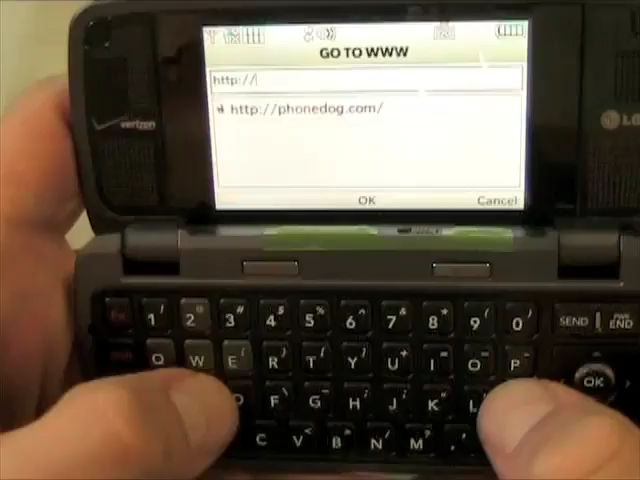 GO TO WWW
http://
http://phonedog.com/
OK
Cancel
verizon
LG
1 2 3 4 5 6 7 8 9 0
SEND
END
Q W E R T Y U I O P
OK
F G H J K L
C V B N M